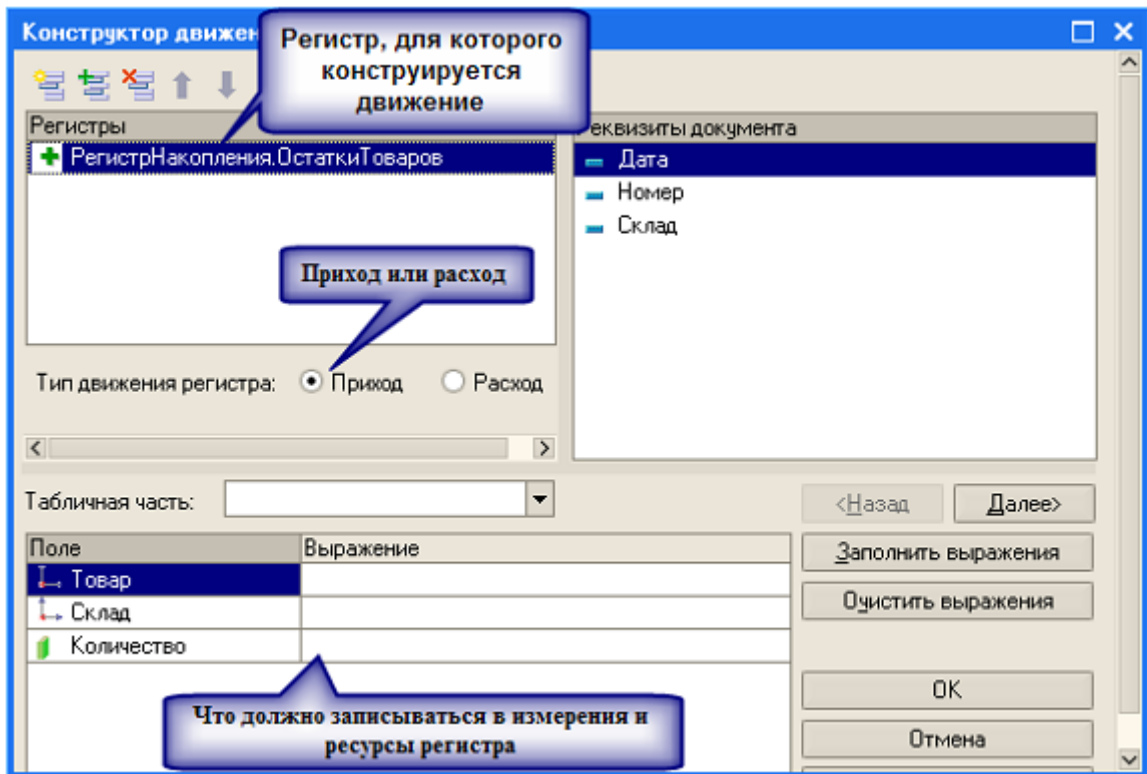 Конструктор движен
Регистр, для которого
конструируется
движение
Регистры
РегистрНакопления.ОстаткиТоваров
Реквизиты документа
Дата
Номер
Склад
Приход или расход
Тип движения регистра: Приход Расход
Табличная часть:
<Назад Далее>
Поле Выражение
Товар
Склад
Количество
Заполнить выражения
Очистить выражения
Что должно записываться в измерения и
ресурсы регистра
OK
Отмена